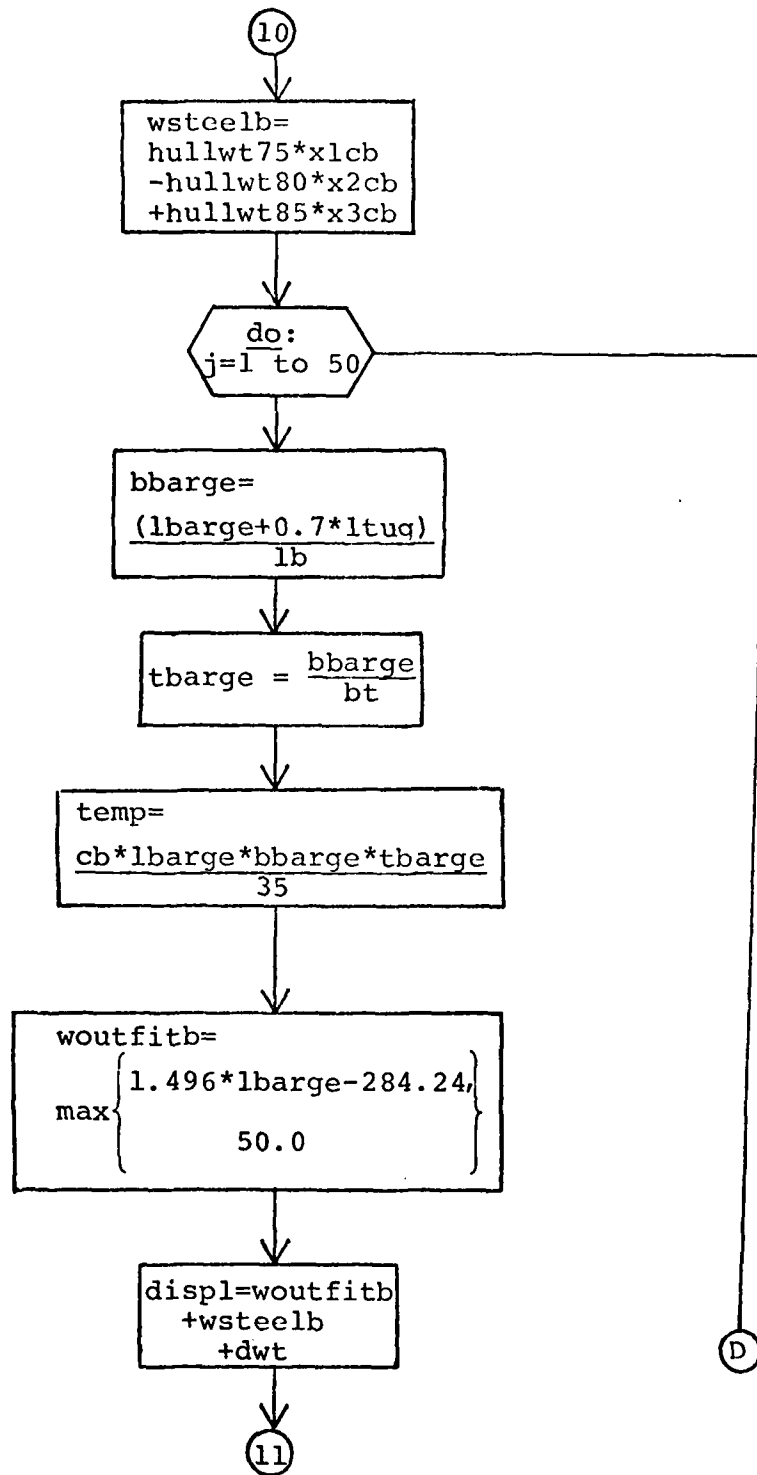 10
wsteelb=
hullwt75*x1cb
-hullwt80*x2cb
+hullwt85*x3cb
do:
j=1 to 50
bbarge=
(lbarge+0.7*ltug)
lb
tbarge = bbarge
bt
temp=
cb*lbarge*bbarge*tbarge
35
woutfitb=
max{1.496*lbarge-284.24,
50.0}
displ=woutfitb
+wsteelb
+dwt
D
11